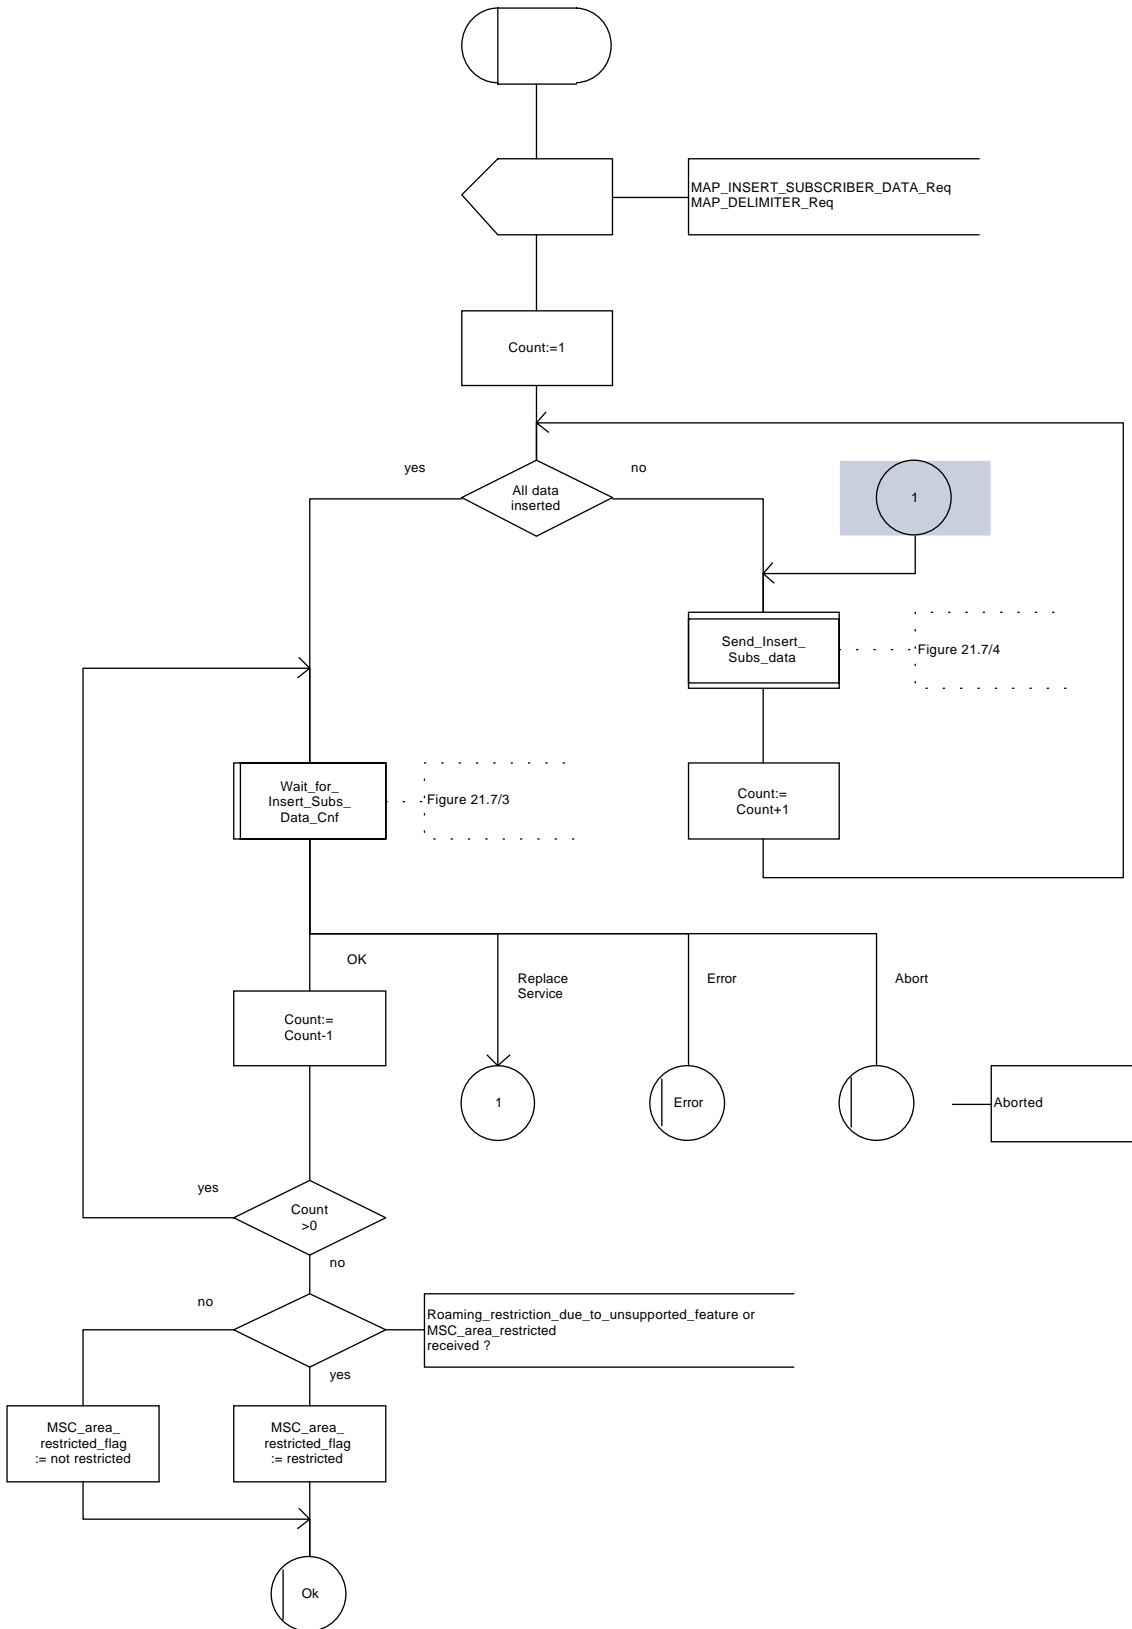 MAP_INSERT_SUBSCRIBER_DATA_Req
MAP_DELIMITER_Req
Count:=1
yes
no
All data
inserted
1
Send_Insert_
Subs_data
Figure 21.7/4
Wait_for_
Insert_Subs_
Data_Cnf
Figure 21.7/3
Count:=
Count+1
OK
Replace
Service
Error
Abort
Count:=
Count-1
1
Error
Aborted
yes
Count
>0
no
no
Roaming_restriction_due_to_unsupported_feature or
MSC_area_restricted
received ?
yes
MSC_area_
restricted_flag
:= not restricted
MSC_area_
restricted_flag
:= restricted
Ok